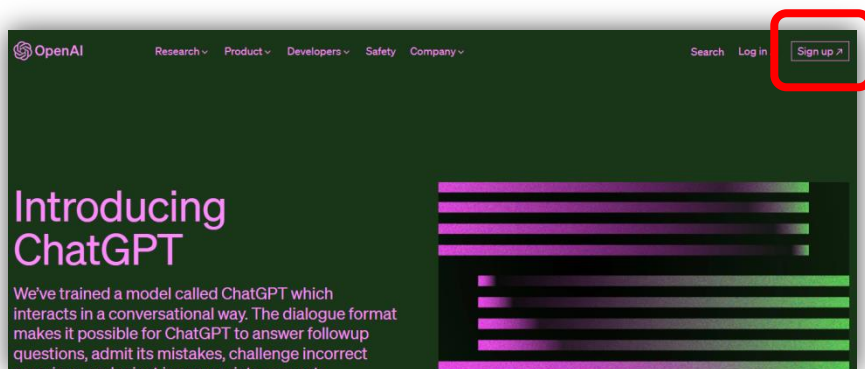 OpenAI Research Product Developers Safety Company Search Log in Sign up ↗
Introducing
ChatGPT
We've trained a model called ChatGPT which
interacts in a conversational way. The dialogue format
makes it possible for ChatGPT to answer followup
questions, admit its mistakes, challenge incorrect